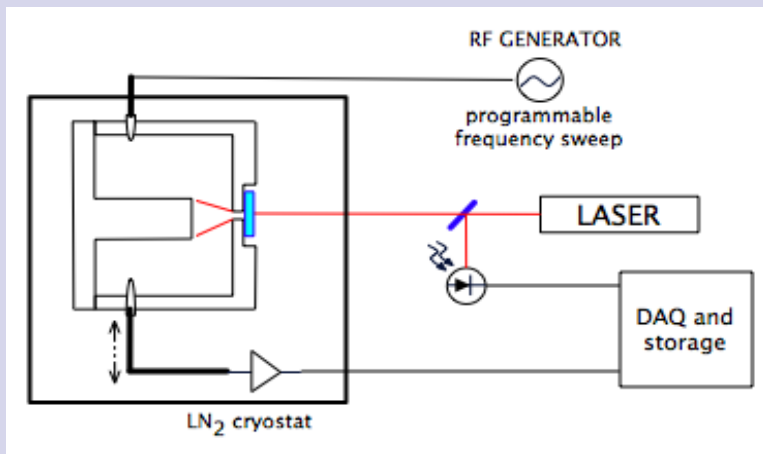 RF GENERATOR
programmable
frequency sweep
LASER
DAQ and
storage
LN2 cryostat